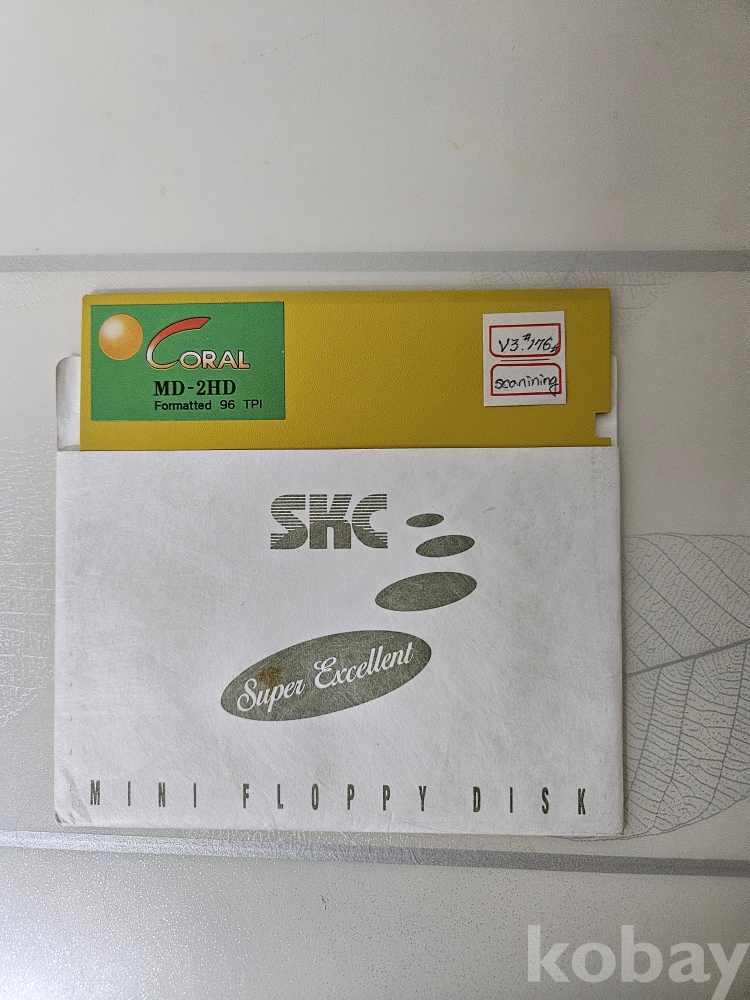 CORAL
MD-2HD
Formatted 96 TPI
V3.#176#
scanining
SKC
Super Excellent
MINI FLOPPY DISK
kobay